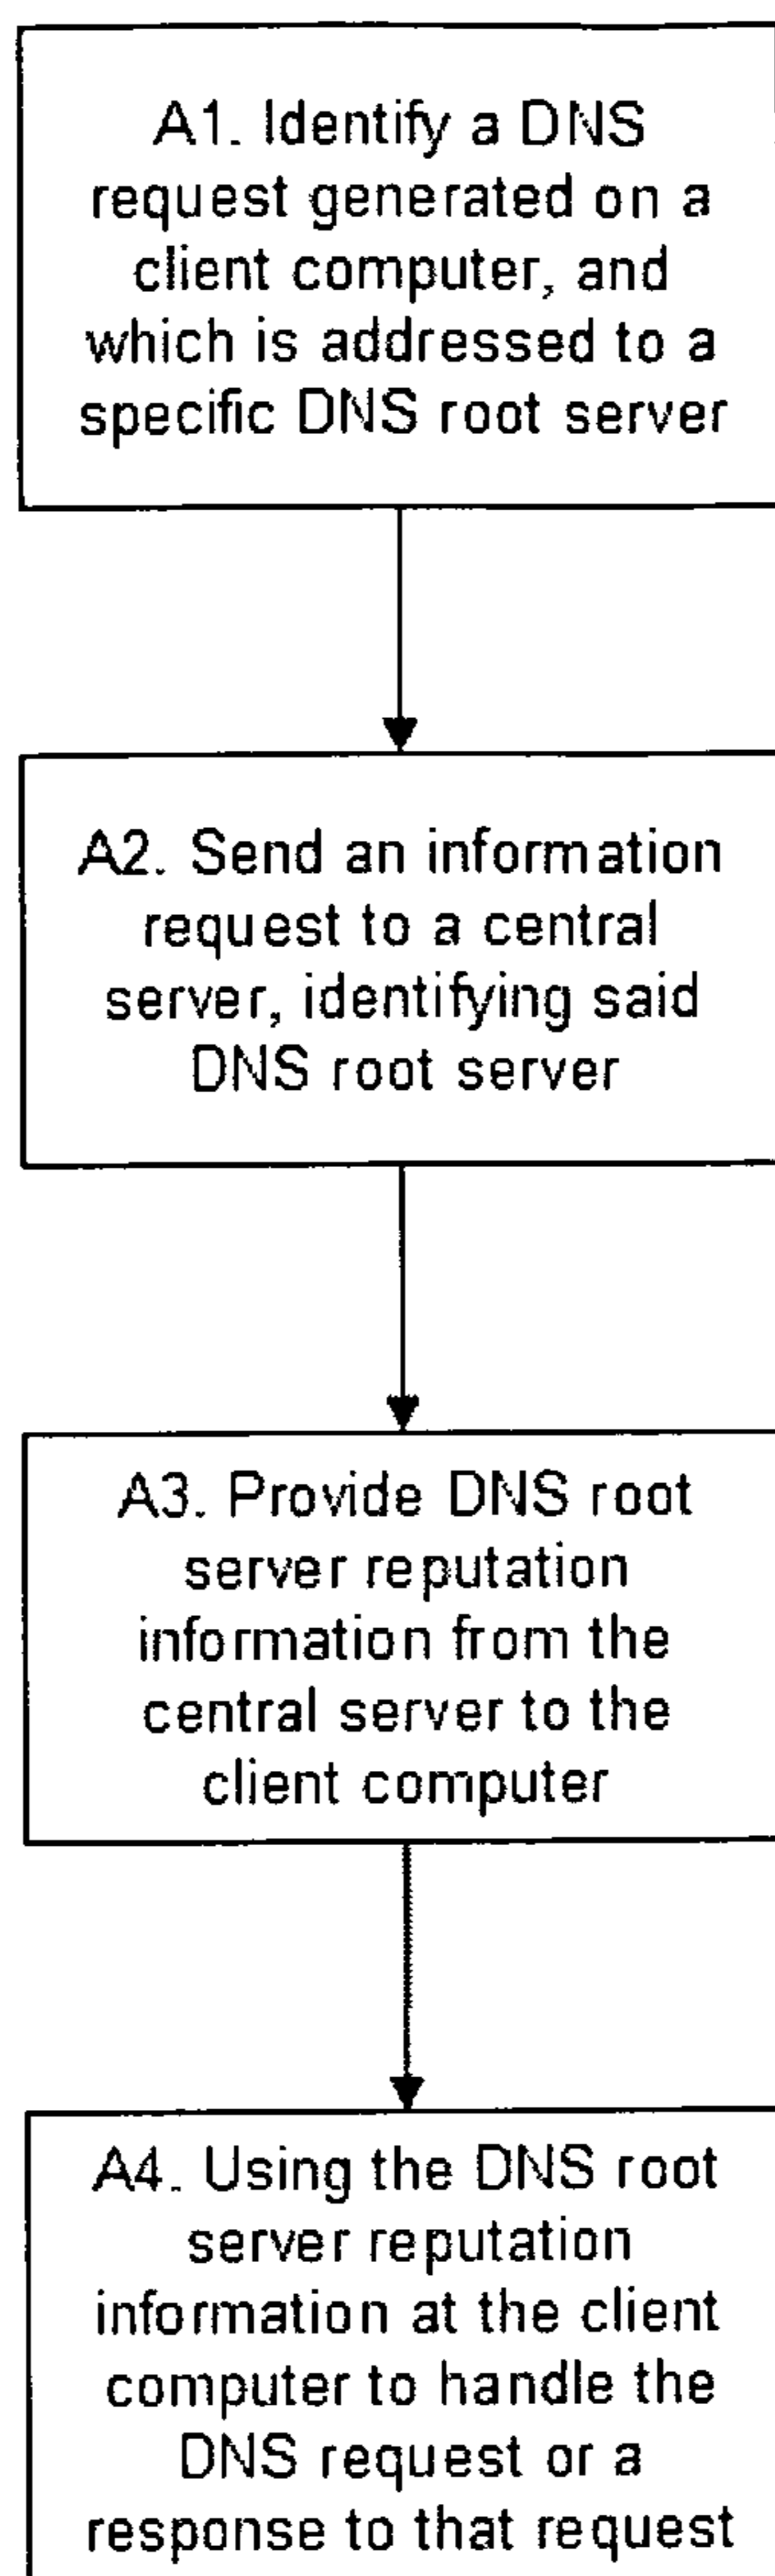 A1. Identify a DNS
request generated on a
client computer, and
which is addressed to a
specific DNS root server
A2. Send an information
request to a central
server, identifying said
DNS root server
A3. Provide DNS root
server reputation
information from the
central server to the
client computer
A4. Using the DNS root
server reputation
information at the client
computer to handle the
DNS request or a
response to that request